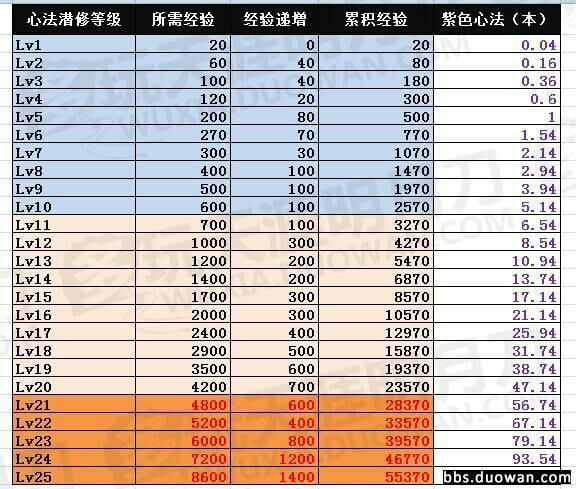 心法潜修等级 所需经验 经验递增 累积经验 紫色心法（本）
Lv1 20 0 20 0.04
Lv2 60 40 80 0.16
Lv3 100 40 180 0.36
Lv4 120 20 300 0.6
Lv5 200 80 500 1
Lv6 270 70 770 1.54
Lv7 300 30 1070 2.14
Lv8 400 100 1470 2.94
Lv9 500 100 1970 3.94
Lv10 600 100 2570 5.14
Lv11 700 100 3270 6.54
Lv12 1000 300 4270 8.54
Lv13 1200 200 5470 10.94
Lv14 1400 200 6870 13.74
Lv15 1700 300 8570 17.14
Lv16 2000 300 10570 21.14
Lv17 2400 400 12970 25.94
Lv18 2900 500 15870 31.74
Lv19 3500 600 19370 38.74
Lv20 4200 700 23570 47.14
Lv21 4800 600 28370 56.74
Lv22 5200 400 33570 67.14
Lv23 6000 800 39570 79.14
Lv24 7200 1200 46770 93.54
Lv25 8600 1400 55370
bbs.duowan.com